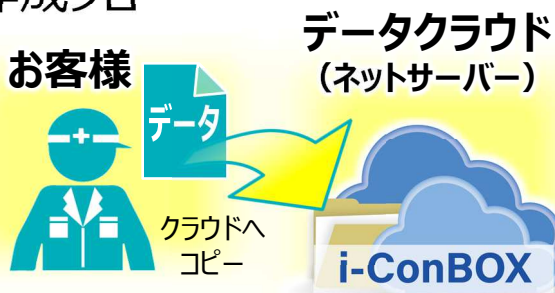 お客様
データ
クラウドへ
コピー
データクラウド
（ネットサーバー）
i-ConBOX